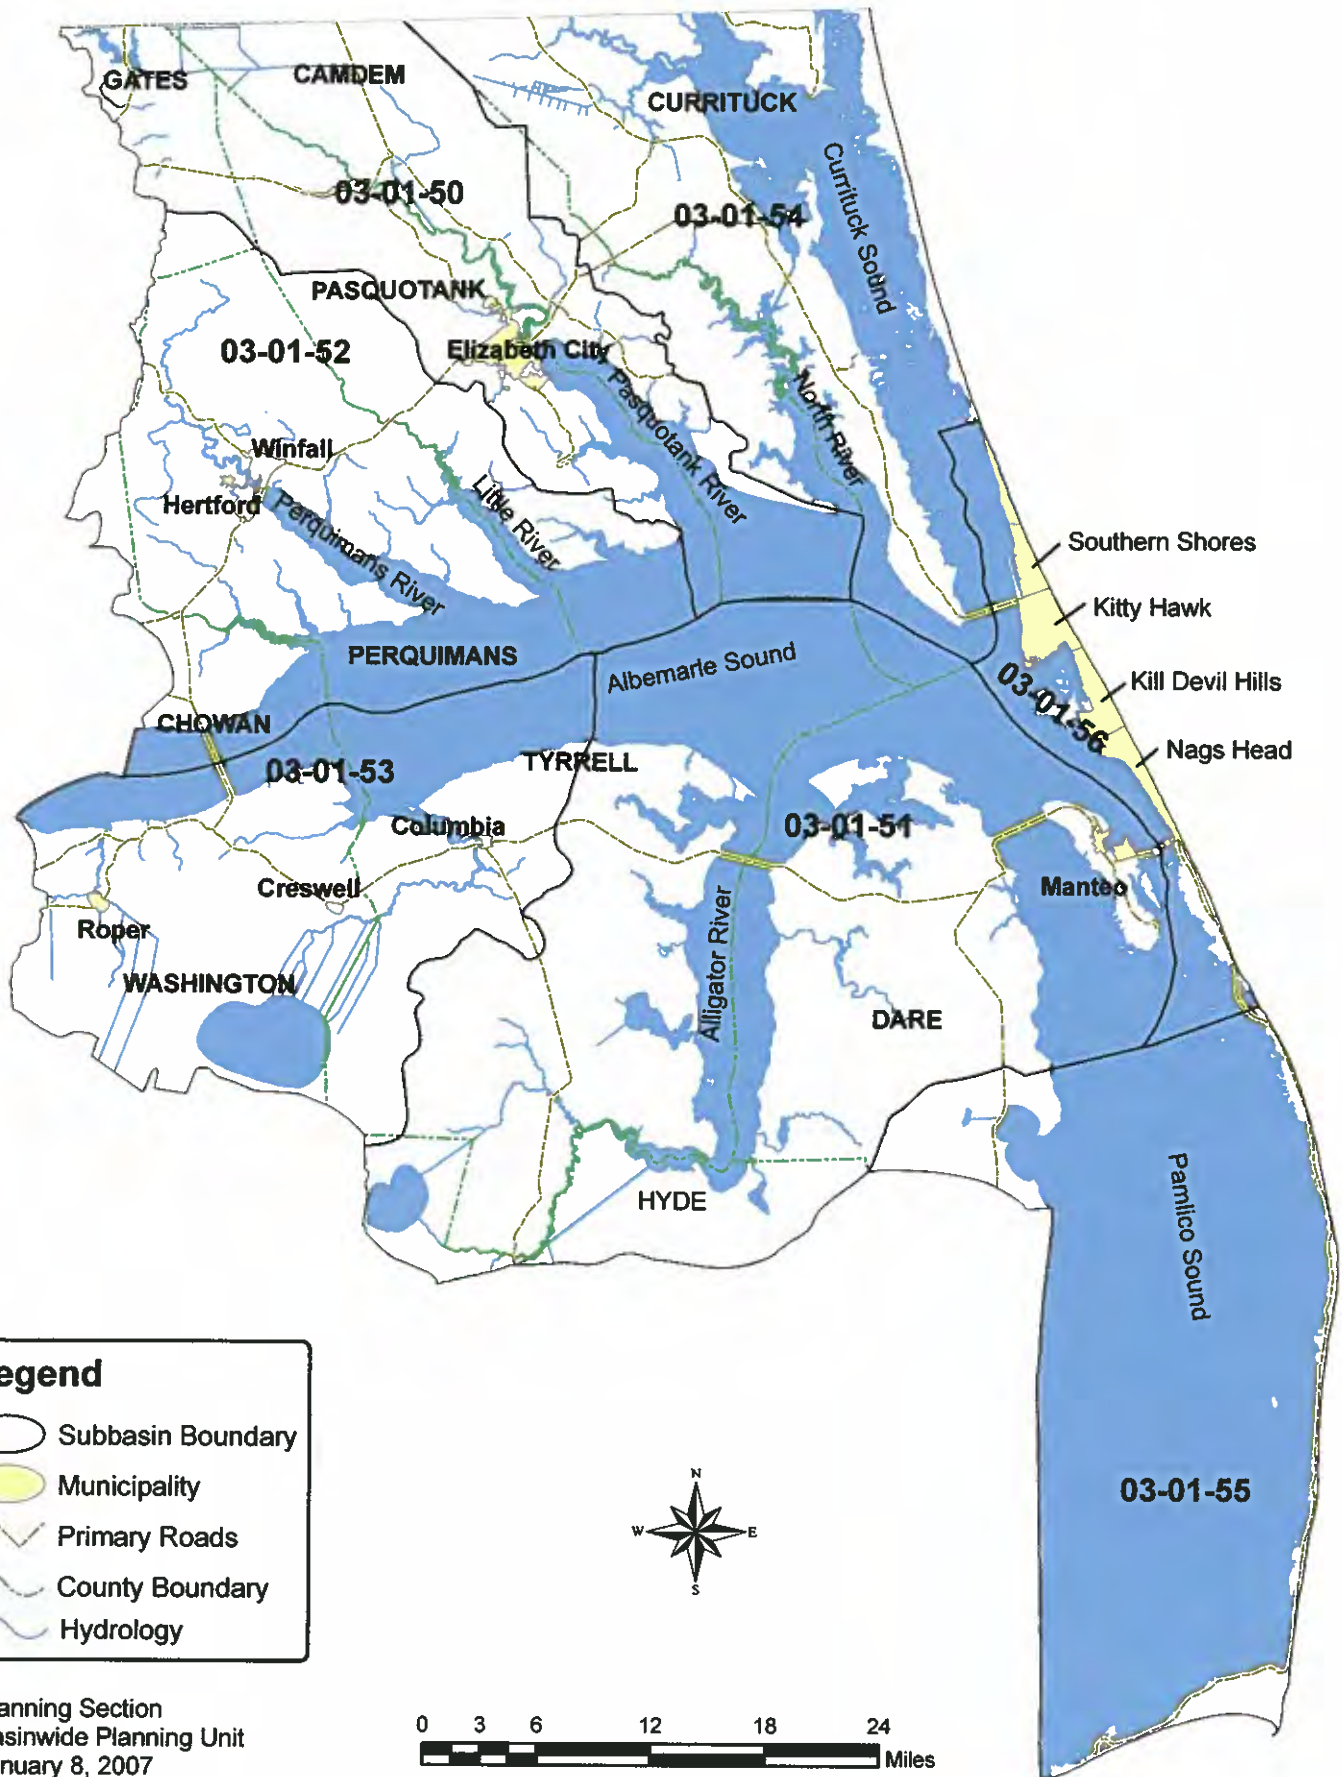 GATES
CAMDEM
CURRITUCK
Currituck Sound
03-01-50
03-01-54
PASQUOTANK
03-01-52
Elizabeth City
Pasquotank River
North River
Winfall
Hertford
Perquimans River
Little River
Southern Shores
Kitty Hawk
PERQUIMANS
Albemarle Sound
03-01-56
Kill Devil Hills
CHOWAN
Nags Head
03-01-53
TYRRELL
Columbia
03-01-51
Creswell
Manteo
Roper
Alligator River
WASHINGTON
DARE
HYDE
Pamlico Sound
egend
Subbasin Boundary
Municipality
Primary Roads
County Boundary
Hydrology
N
W
E
S
03-01-55
anning Section
asinwide Planning Unit
nuary 8, 2007
0 3 6 12 18 24
Miles